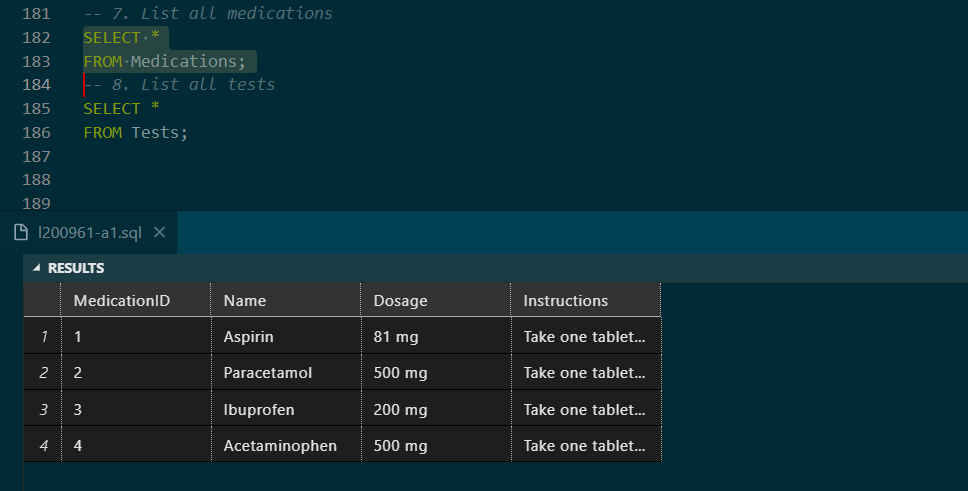 181 -- 7. List all medications
182 SELECT *
183 FROM Medications;
184 -- 8. List all tests
185 SELECT *
186 FROM Tests;
187
188
189
l200961-a1.sql ×
RESULTS
MedicationID Name Dosage Instructions
1 1 Aspirin 81 mg Take one tablet...
2 2 Paracetamol 500 mg Take one tablet...
3 3 Ibuprofen 200 mg Take one tablet...
4 4 Acetaminophen 500 mg Take one tablet...